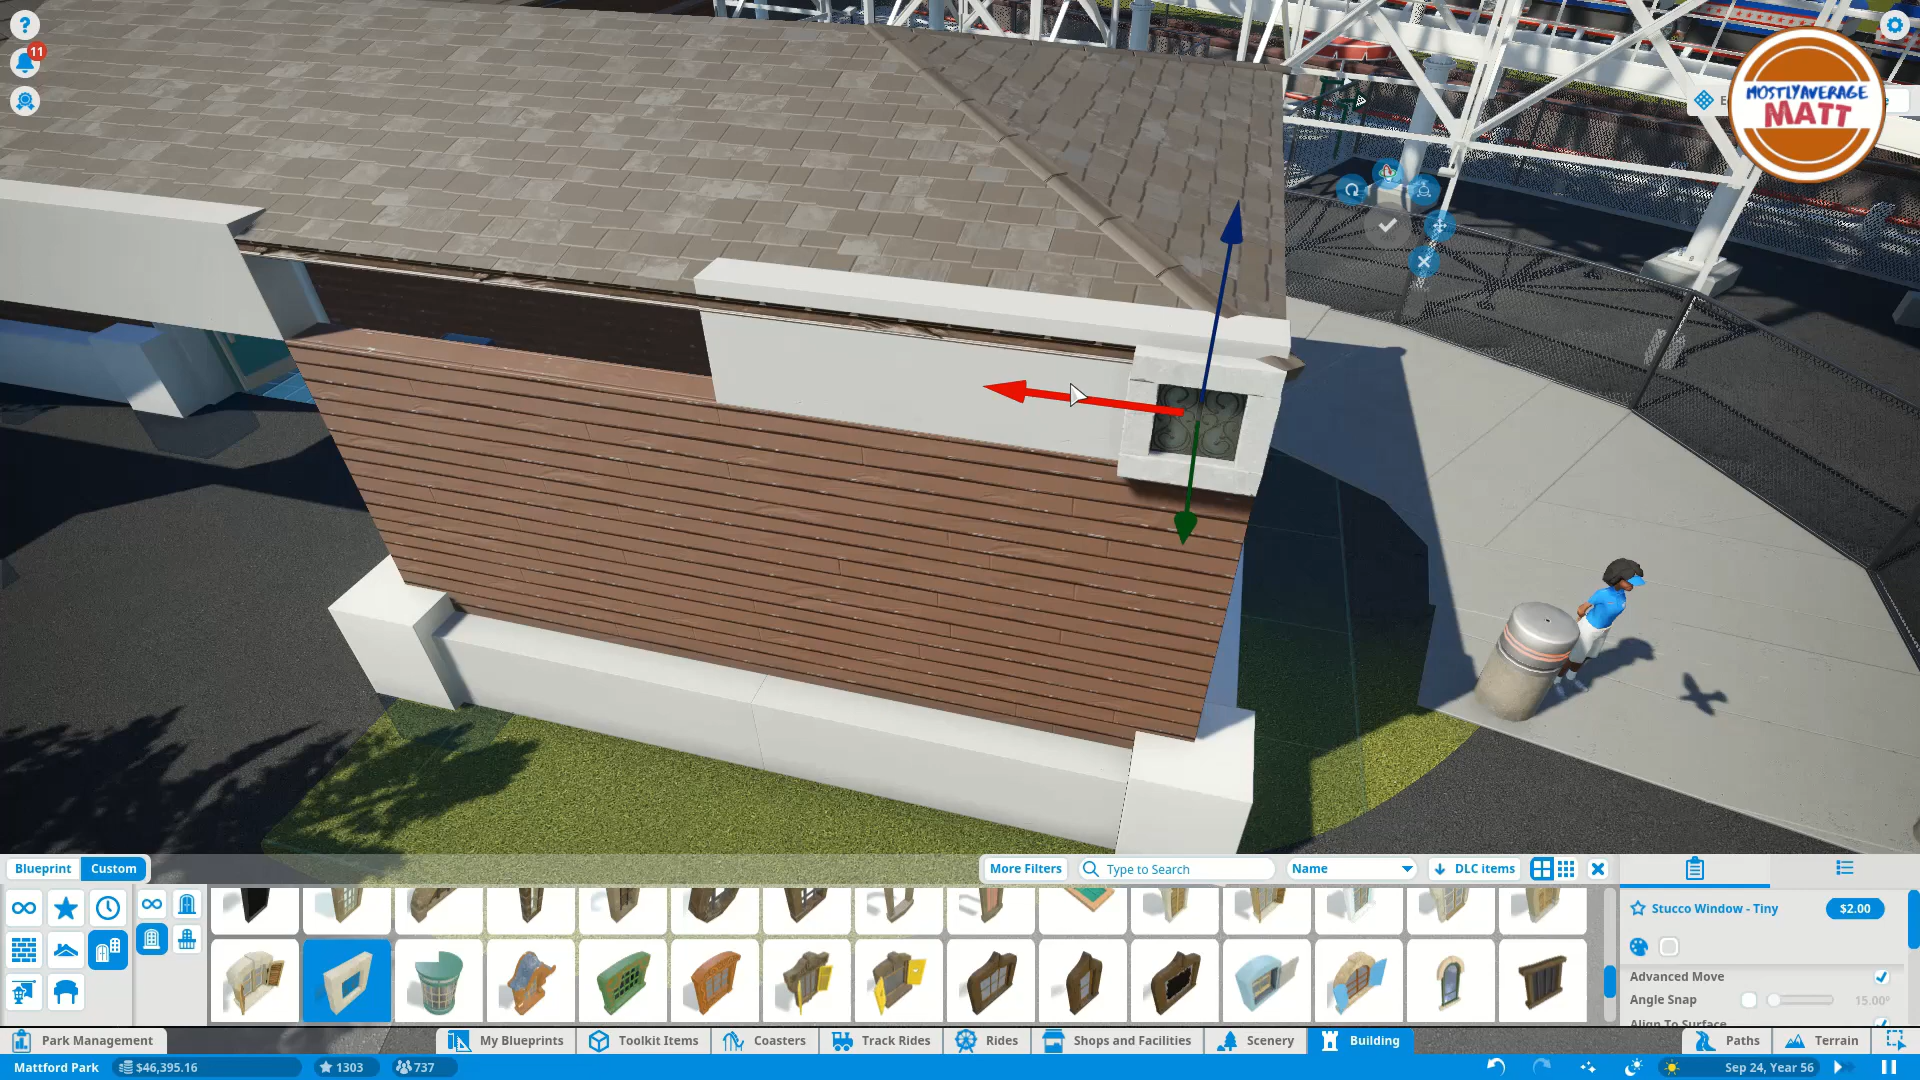 ?
11
MOSTLYAVERAGE
MATT
Blueprint
Custom
More Filters
Type to Search
Name
DLC items
Stucco Window - Tiny
$2.00
Advanced Move
Angle Snap
15.00°
Align To Surface
Park Management
My Blueprints
Toolkit Items
Coasters
Track Rides
Rides
Shops and Facilities
Scenery
Building
Paths
Terrain
Mattford Park
$46,395.16
1303
737
Sep 24, Year 56